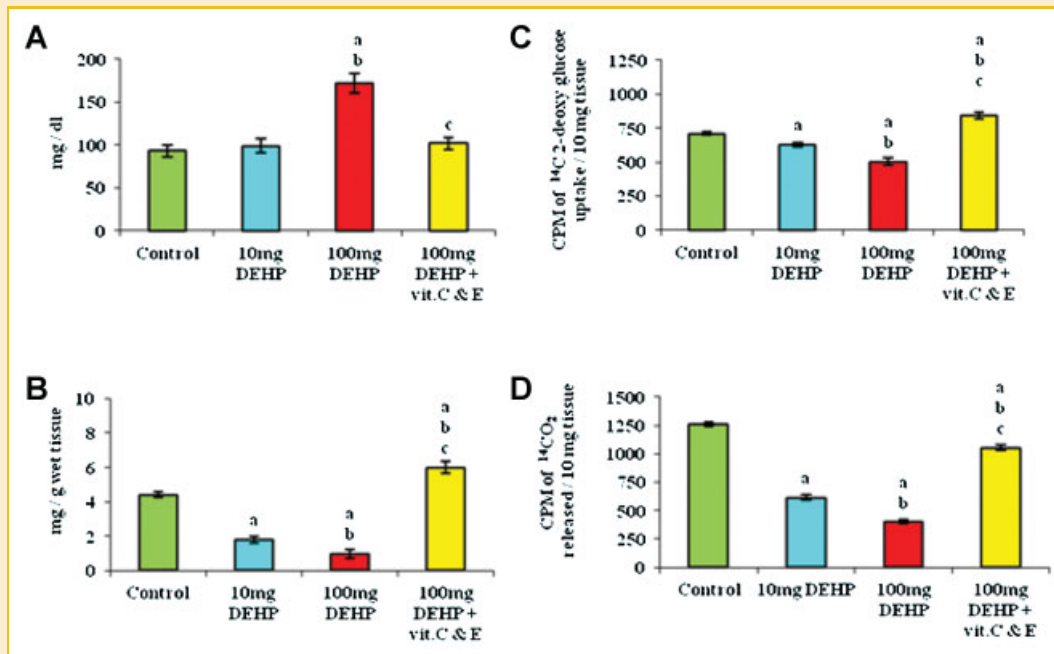 A
mg / dl
200
150
100
50
0
a
b
c
Control
10mg
DEHP
100mg
DEHP
100mg
DEHP +
vit.C & E
C
CPM of ¹⁴C 2-deoxy glucose
uptake / 10 mg tissue
1250
1000
750
500
250
0
a
a
b
a
b
c
Control
10mg
DEHP
100mg
DEHP
100mg
DEHP +
vit.C & E
B
mg / g wet tissue
10
8
6
4
2
0
a
a
b
a
b
c
Control
10mg
DEHP
100mg
DEHP
100mg
DEHP +
vit.C & E
D
CPM of ¹⁴CO₂
released / 10 mg tissue
1500
1250
1000
750
500
250
0
a
a
b
a
b
c
Control
10mg DEHP
100mg
DEHP
100mg
DEHP +
vit.C & E